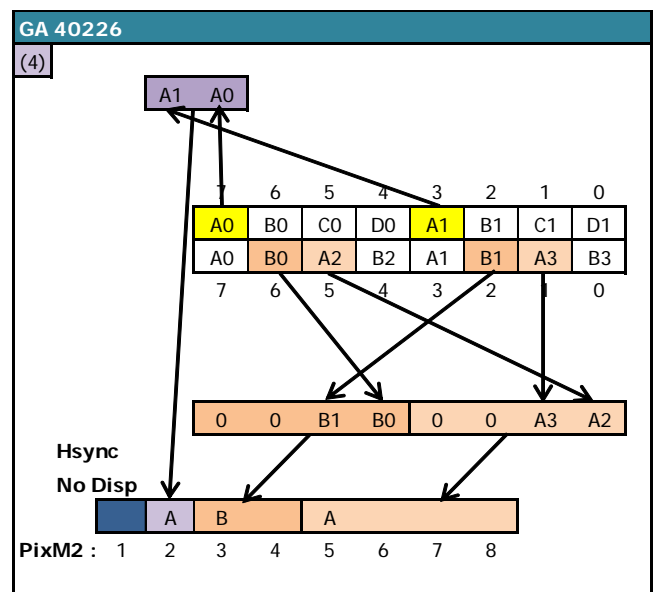 GA 40226
(4)
A1 A0
7 6 5 4 3 2 1 0
A0 B0 C0 D0 A1 B1 C1 D1
A0 B0 A2 B2 A1 B1 A3 B3
7 6 5 4 3 2 1 0
0 0 B1 B0 0 0 A3 A2
Hsync
No Disp
A B A
PixM2 : 1 2 3 4 5 6 7 8